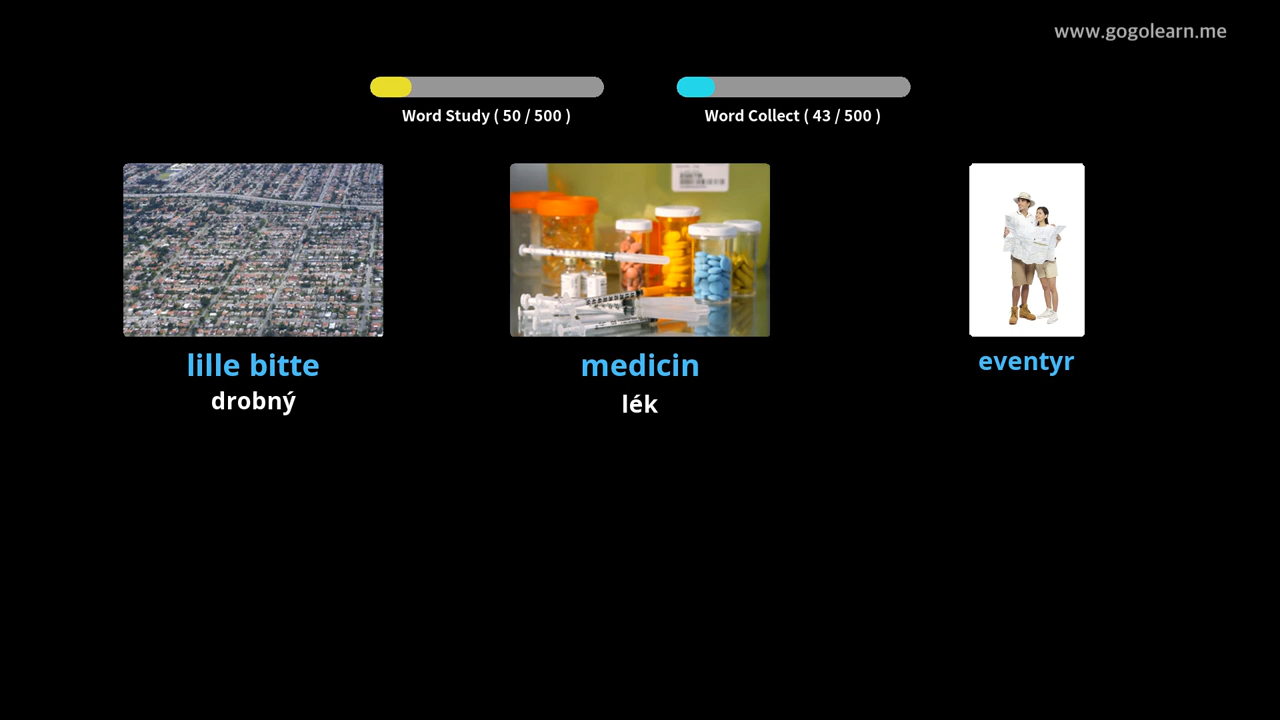 www.gogolearn.me
Word Study ( 50 / 500 )
Word Collect ( 43 / 500 )
lille bitte
drobný
medicin
lék
eventyr